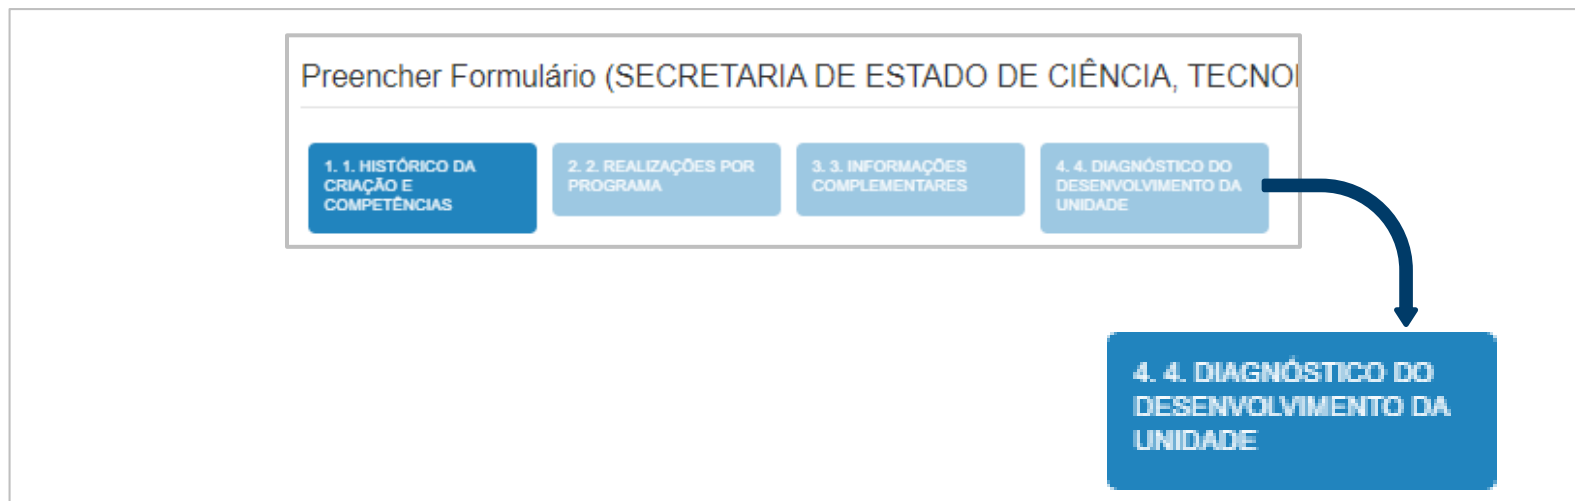 Preencher Formulário (SECRETARIA DE ESTADO DE CIÊNCIA, TECNOL
1. 1. HISTÓRICO DA
CRIAÇÃO E
COMPETÊNCIAS
2. 2. REALIZAÇÕES POR
PROGRAMA
3. 3. INFORMAÇÕES
COMPLEMENTARES
4. 4. DIAGNÓSTICO DO
DESENVOLVIMENTO DA
UNIDADE
4. 4. DIAGNÓSTICO DO
DESENVOLVIMENTO DA
UNIDADE